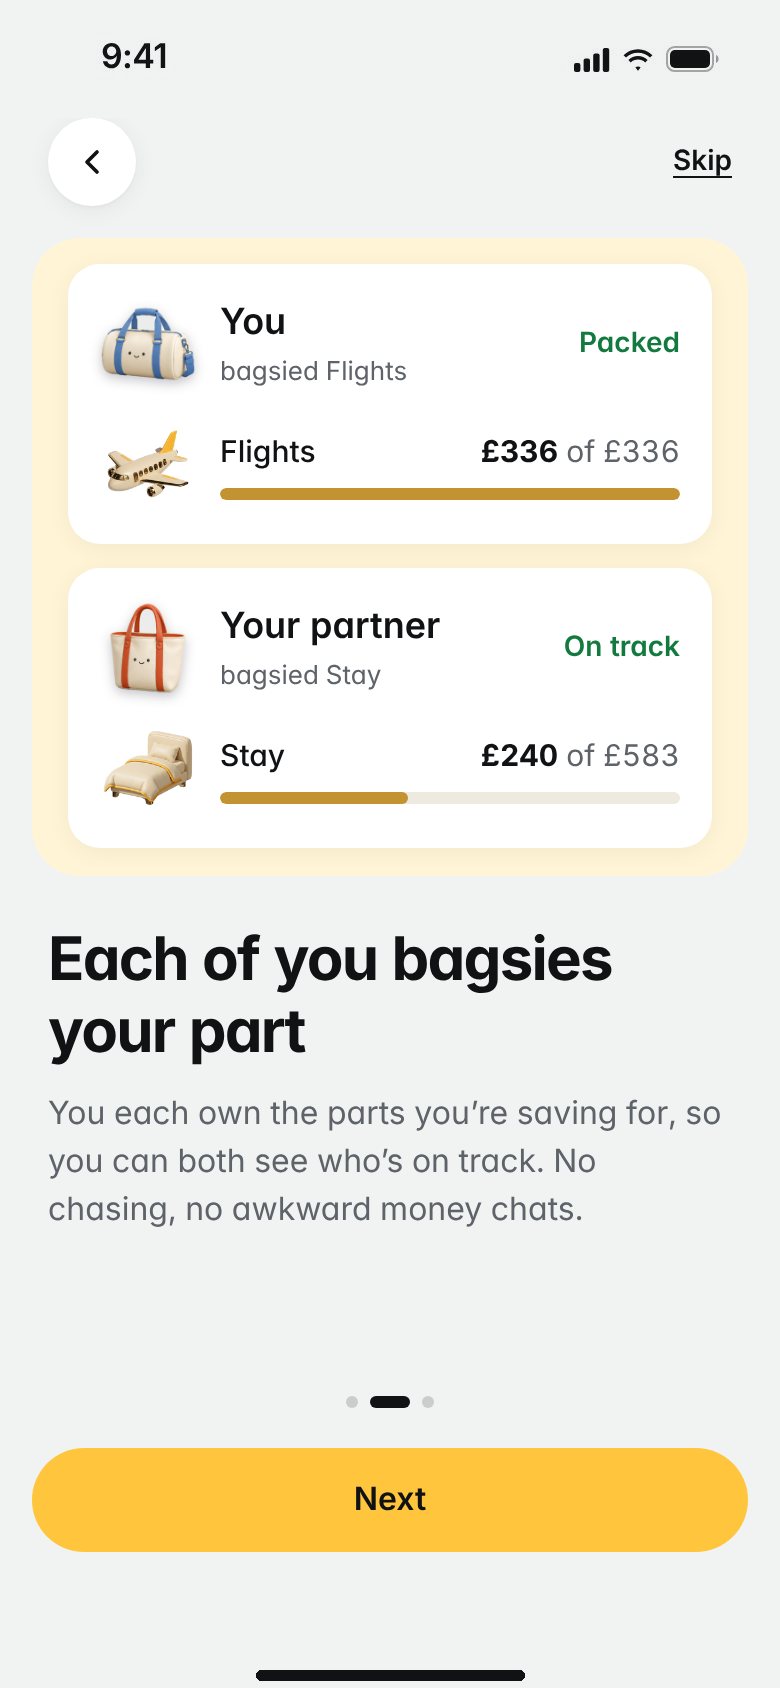 9:41
Skip
You
bagsied Flights
Packed
Flights
£336 of £336
Your partner
bagsied Stay
On track
Stay
£240 of £583
Each of you bagsies
your part
You each own the parts you’re saving for, so
you can both see who’s on track. No
chasing, no awkward money chats.
Next